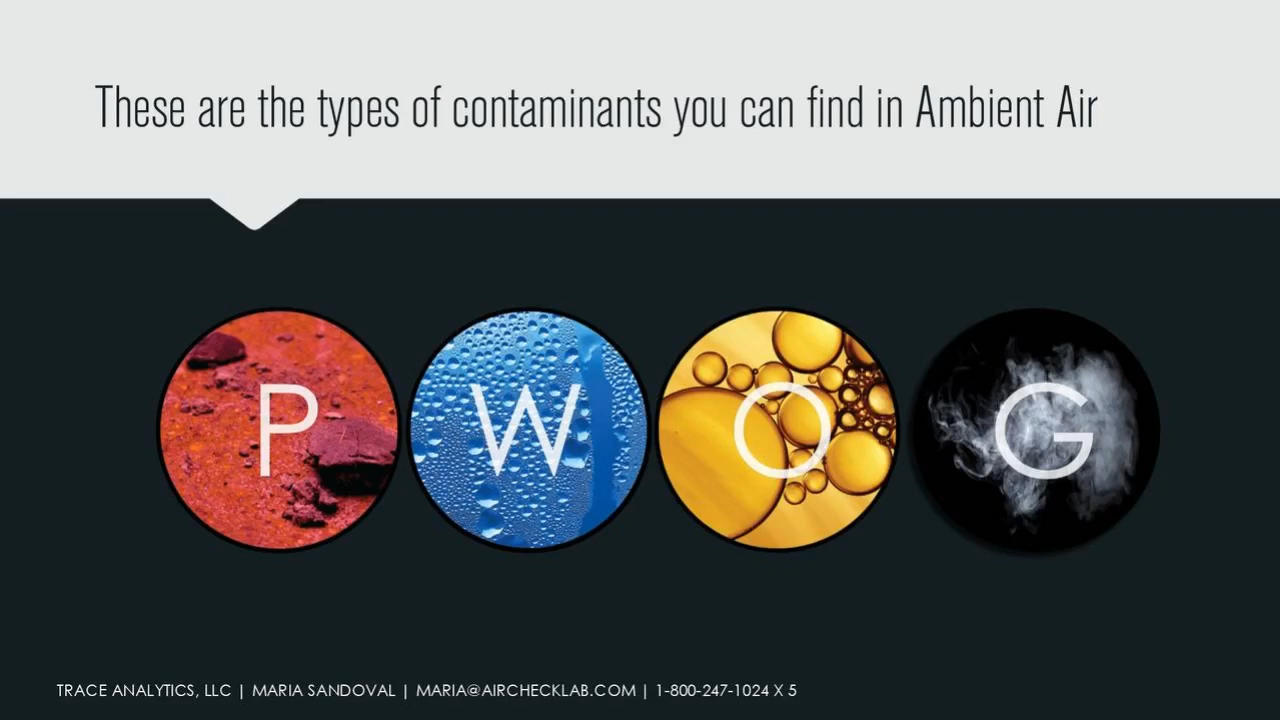 These are the types of contaminants you can find in Ambient Air
P W O G
TRACE ANALYTICS, LLC | MARIA SANDOVAL | MARIA@AIRCHECKLAB.COM | 1-800-247-1024 X 5